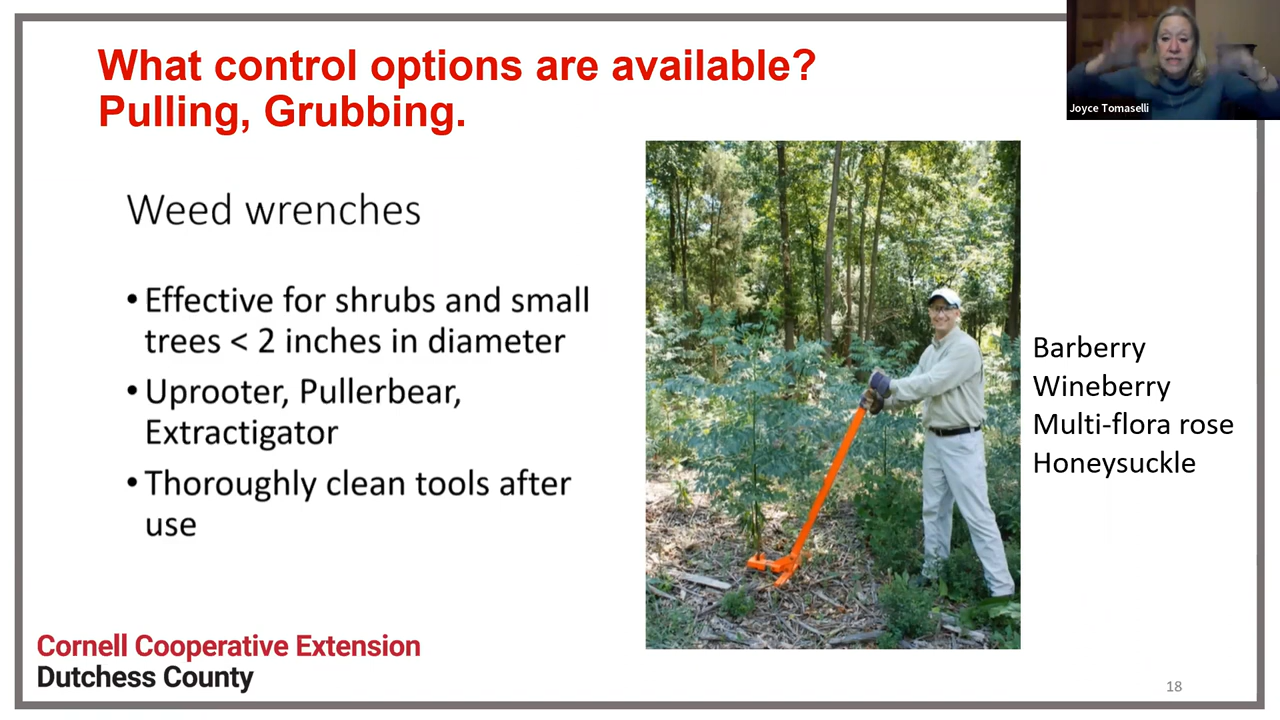 What control options are available?
Pulling, Grubbing.
Joyce Tomaselli
Weed wrenches
• Effective for shrubs and small
trees < 2 inches in diameter
• Uprooter, Pullerbear,
Extractigator
• Thoroughly clean tools after
use
Barberry
Wineberry
Multi-flora rose
Honeysuckle
Cornell Cooperative Extension
Dutchess County
18